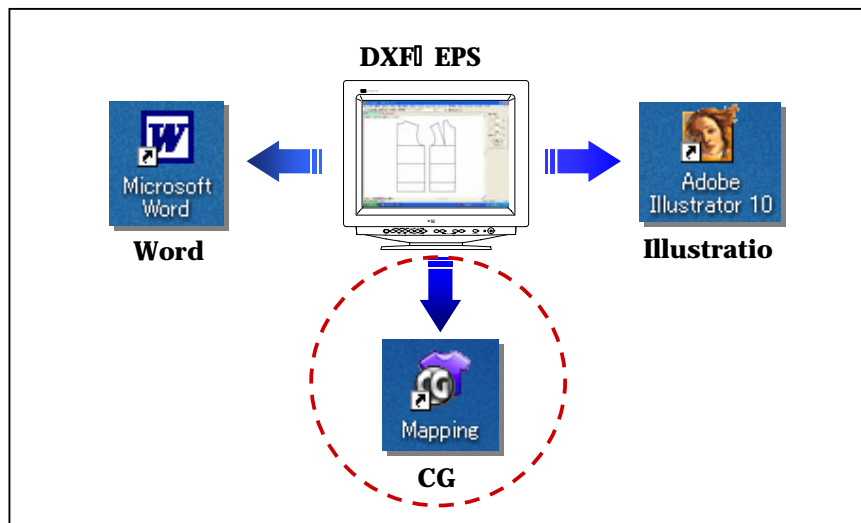 DXF EPS
Microsoft
Word
Word
Adobe
Illustrator 10
Illustratio
CG
Mapping
CG